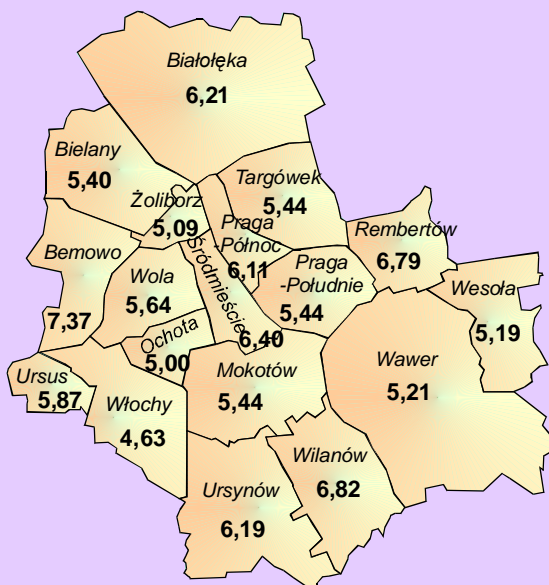 Białołęka
6,21
Bielany
5,40
Targówek
5,44
Żoliborz
5,09
Praga
-Północ
6,11
Rembertów
6,79
Bemowo
7,37
Śródmieście
6,40
Wola
5,64
Praga
-Południe
5,44
Wesoła
5,19
Ochota
5,00
Mokotów
5,44
Wawer
5,21
Ursus
5,87
Włochy
4,63
Wilanów
6,82
Ursynów
6,19